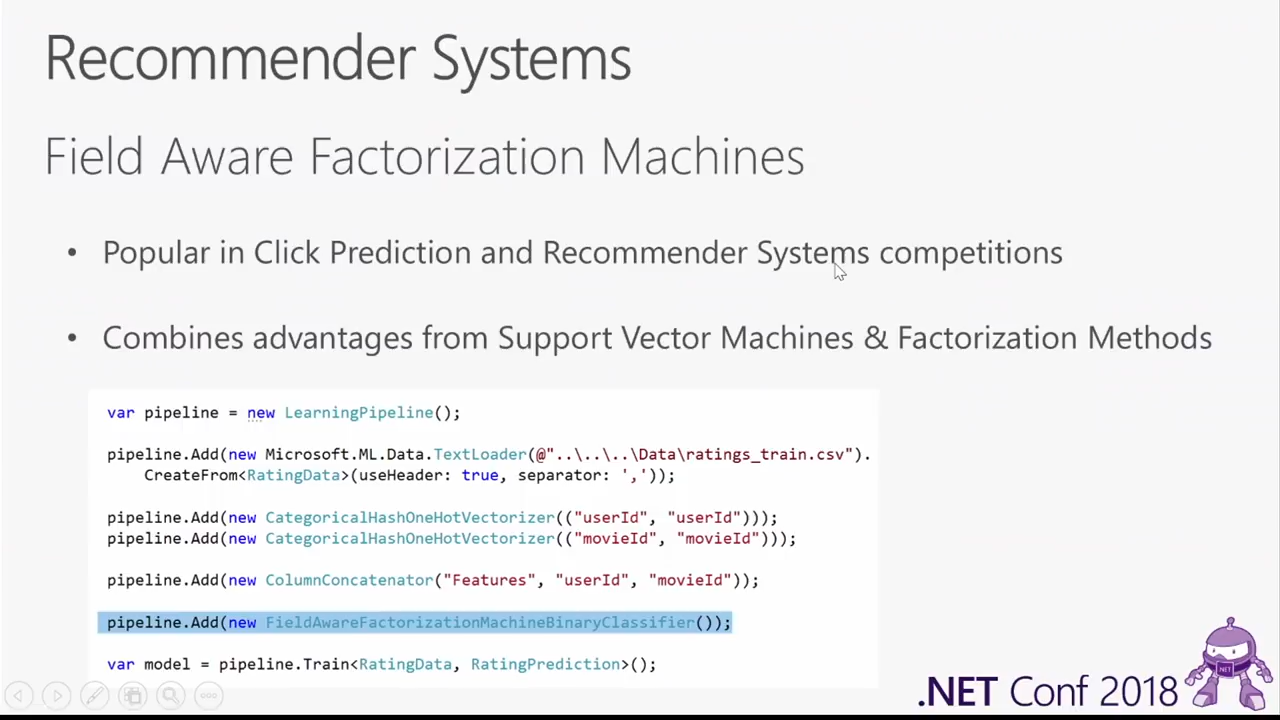 Recommender Systems
Field Aware Factorization Machines
• Popular in Click Prediction and Recommender Systems competitions
• Combines advantages from Support Vector Machines & Factorization Methods
var pipeline = new LearningPipeline();
pipeline.Add(new Microsoft.ML.Data.TextLoader(@"..\..\..\Data\ratings_train.csv").
CreateFrom<RatingData>(useHeader: true, separator: ','));
pipeline.Add(new CategoricalHashOneHotVectorizer(("userId", "userId")));
pipeline.Add(new CategoricalHashOneHotVectorizer(("movieId", "movieId")));
pipeline.Add(new ColumnConcatenator("Features", "userId", "movieId"));
pipeline.Add(new FieldAwareFactorizationMachineBinaryClassifier());
var model = pipeline.Train<RatingData, RatingPrediction>();
.NET Conf 2018
.NET